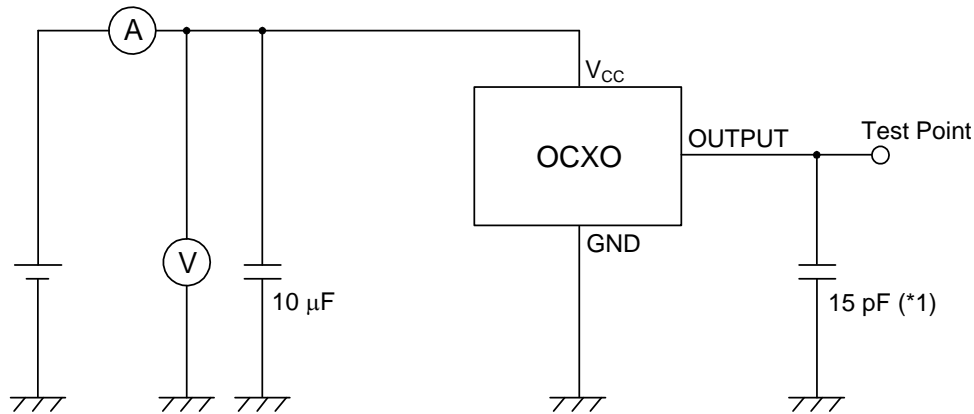 A
V_CC
OCXO
OUTPUT
Test Point
GND
V
10 μF
15 pF (*1)